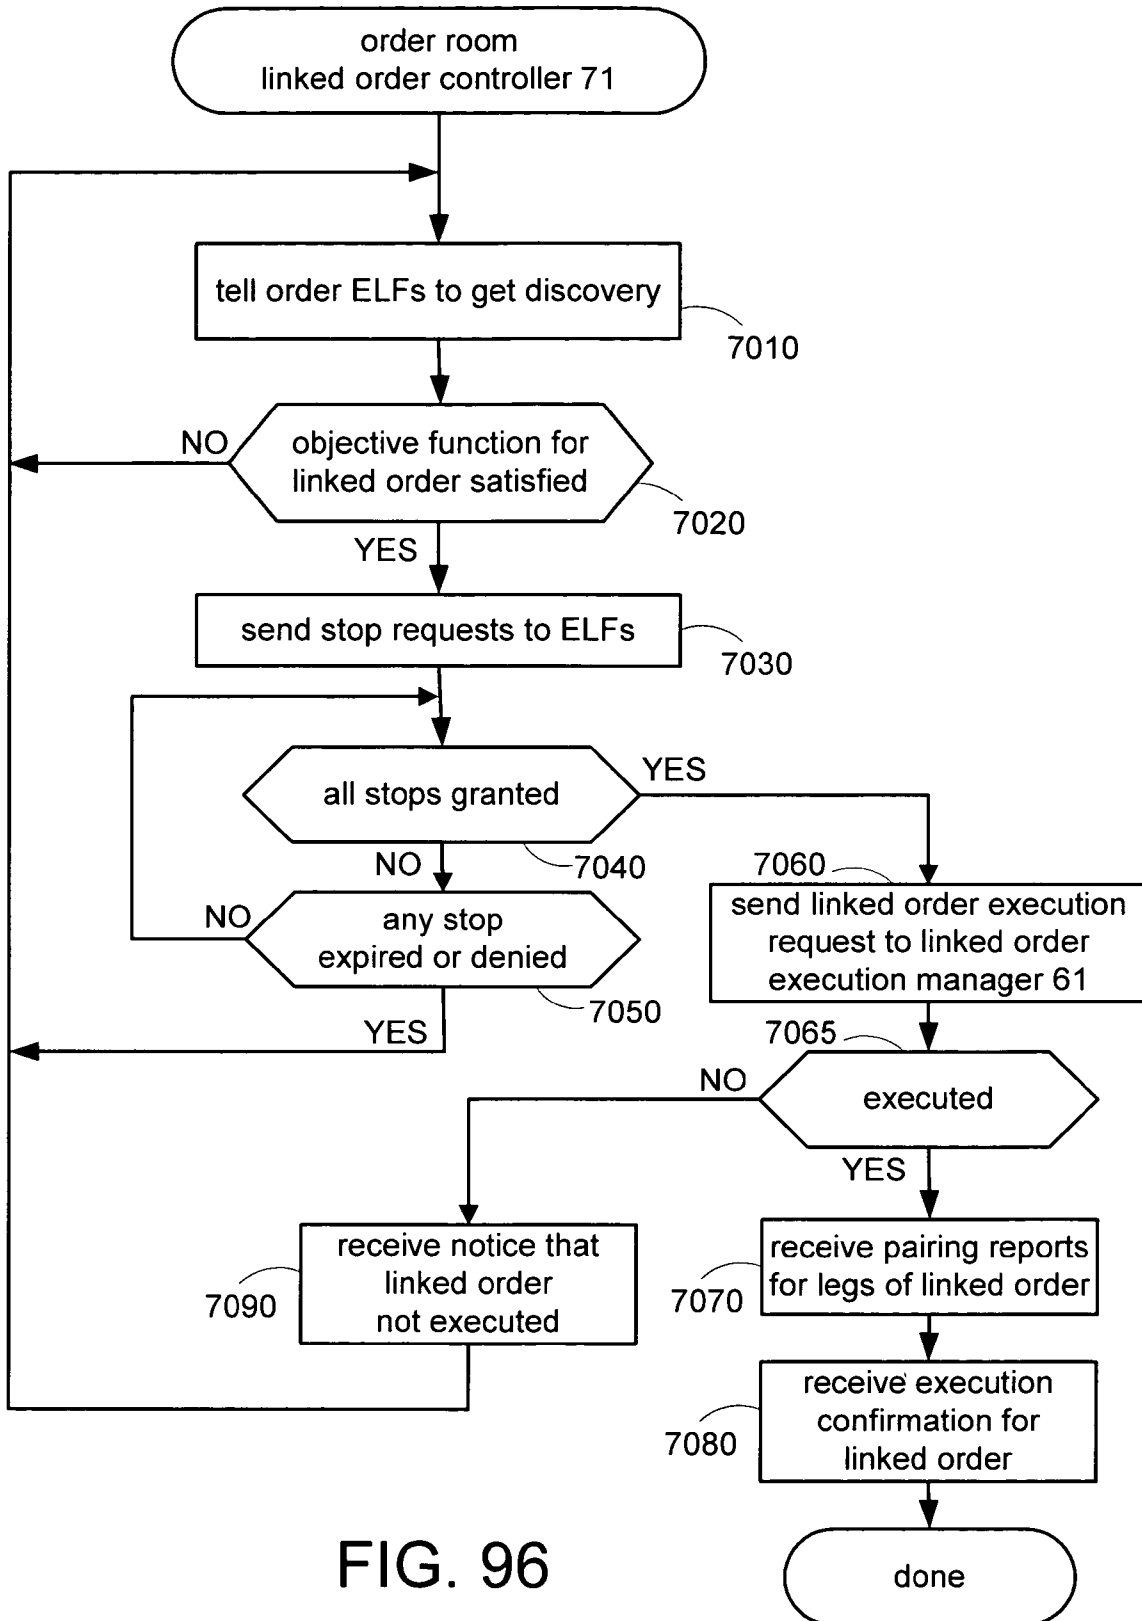 order room
linked order controller 71
tell order ELFs to get discovery
7010
NO
objective function for
linked order satisfied
7020
YES
send stop requests to ELFs
7030
all stops granted
YES
7040
NO
NO
any stop
expired or denied
7050
YES
7060
send linked order execution
request to linked order
execution manager 61
7065
NO
executed
YES
receive notice that
linked order
not executed
7090
receive pairing reports
for legs of linked order
7070
receive execution
confirmation for
linked order
7080
done
FIG. 96